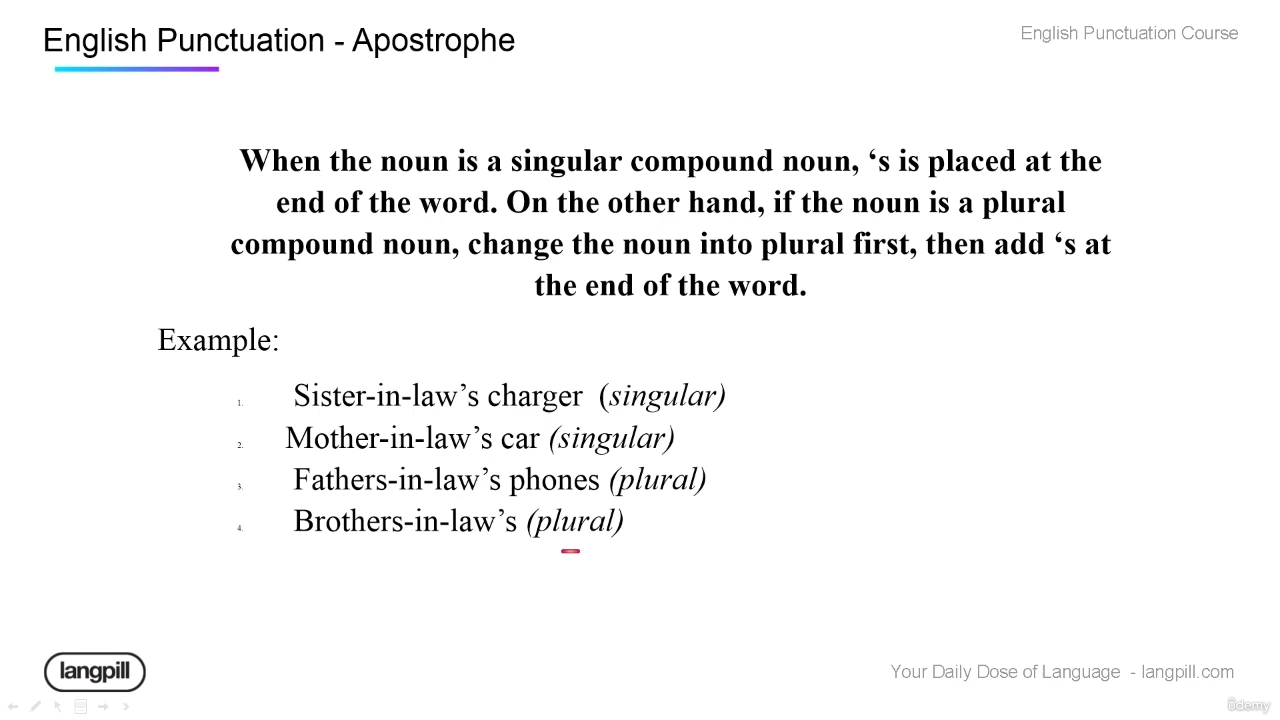 English Punctuation - Apostrophe
English Punctuation Course
When the noun is a singular compound noun, ‘s is placed at the
end of the word. On the other hand, if the noun is a plural
compound noun, change the noun into plural first, then add ‘s at
the end of the word.
Example:
1. Sister-in-law’s charger (singular)
2. Mother-in-law’s car (singular)
3. Fathers-in-law’s phones (plural)
4. Brothers-in-law’s (plural)
langpill
Your Daily Dose of Language - langpill.com
ûdemy